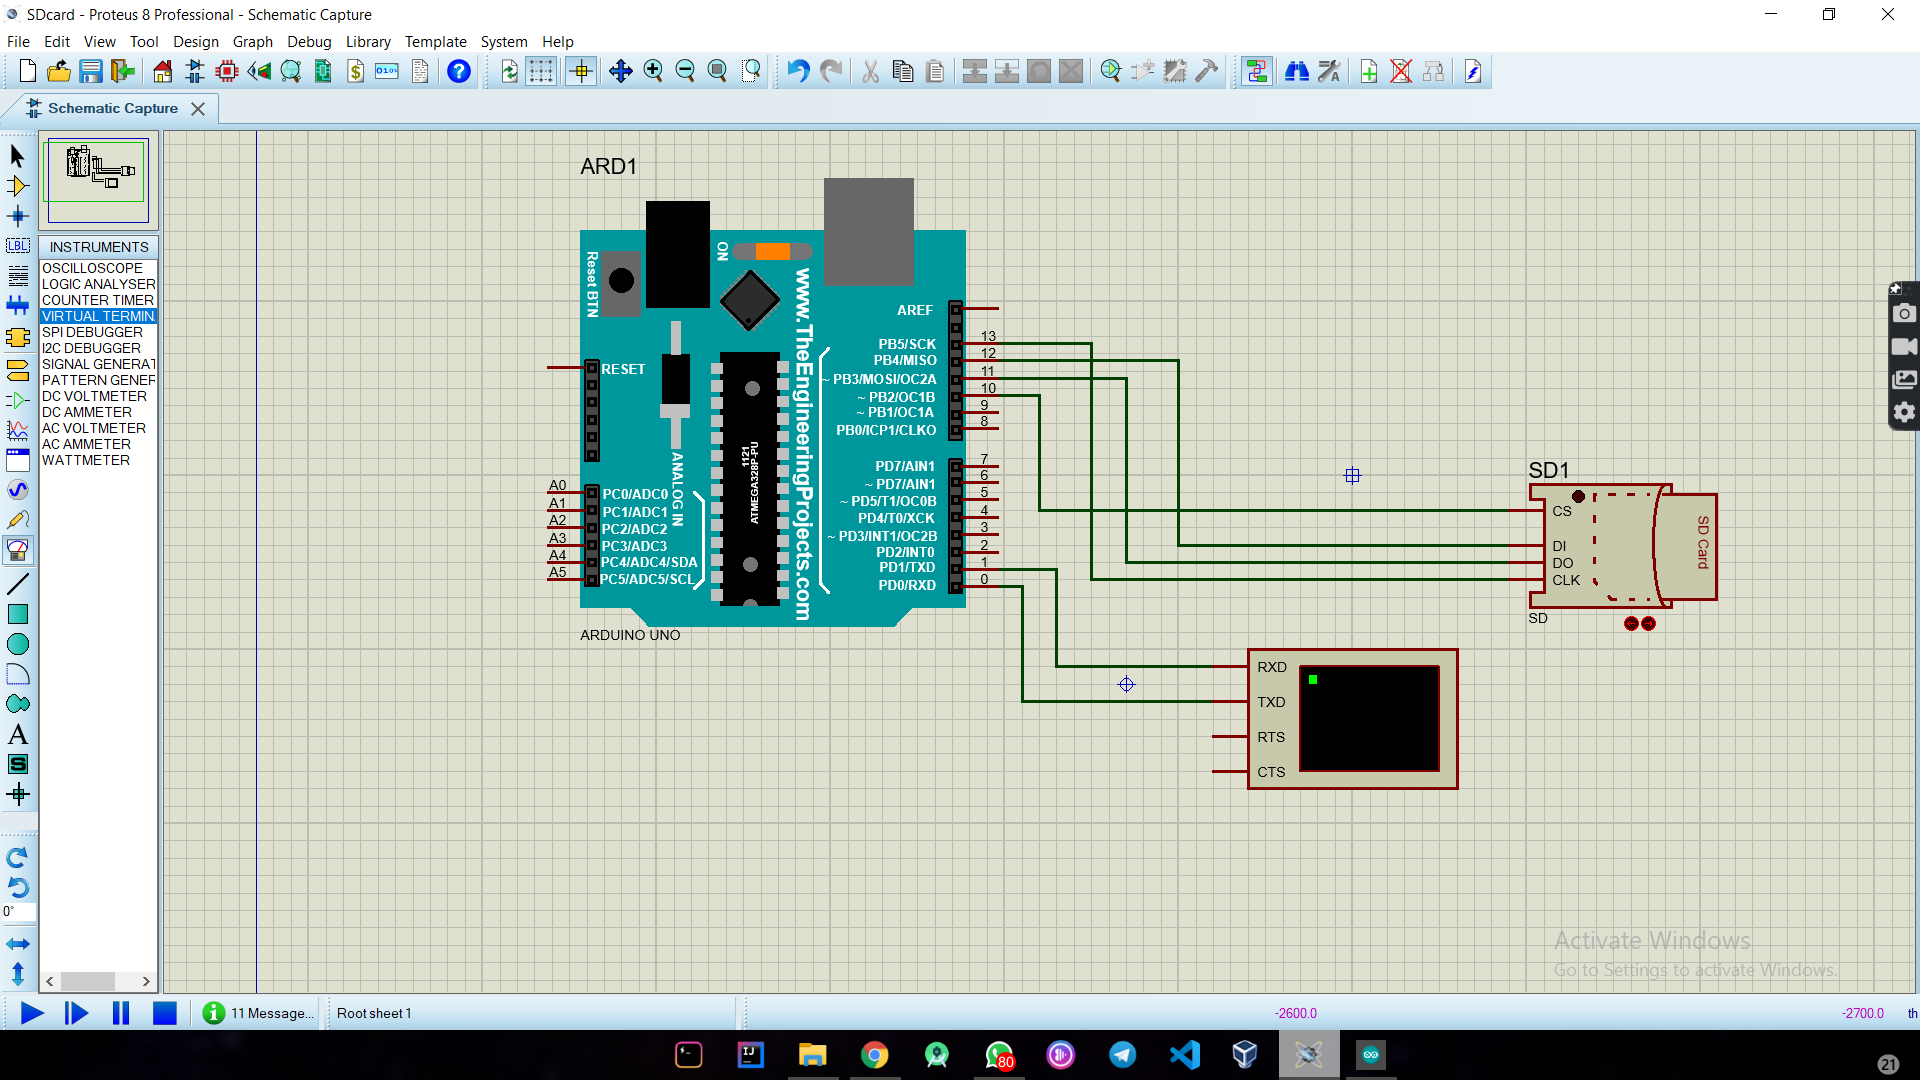 SDcard - Proteus 8 Professional - Schematic Capture
File Edit View Tool Design Graph Debug Library Template System Help
Schematic Capture
INSTRUMENTS
OSCILLOSCOPE
LOGIC ANALYSER
COUNTER TIMER
VIRTUAL TERMIN
SPI DEBUGGER
I2C DEBUGGER
SIGNAL GENERAT
PATTERN GENER
DC VOLTMETER
DC AMMETER
AC VOLTMETER
AC AMMETER
WATTMETER
LBL
A
S
0°
ARD1
ON
Reset BTN
www.TheEngineeringProjects.com
1121
ATMEGA328P-PU
ANALOG IN
RESET
A0 PC0/ADC0
A1 PC1/ADC1
A2 PC2/ADC2
A3 PC3/ADC3
A4 PC4/ADC4/SDA
A5 PC5/ADC5/SCL
AREF
PB5/SCK 13
PB4/MISO 12
~ PB3/MOSI/OC2A 11
~ PB2/OC1B 10
~ PB1/OC1A 9
PB0/ICP1/CLKO 8
PD7/AIN1 7
~ PD7/AIN1 6
~ PD5/T1/OC0B 5
PD4/T0/XCK 4
~ PD3/INT1/OC2B 3
PD2/INT0 2
PD1/TXD 1
PD0/RXD 0
ARDUINO UNO
SD1
CS
DI
DO
CLK
SD Card
SD
RXD
TXD
RTS
CTS
Activate Windows
Go to Settings to activate Windows.
11 Message...
Root sheet 1
-2600.0
-2700.0
th
IJ
80
21